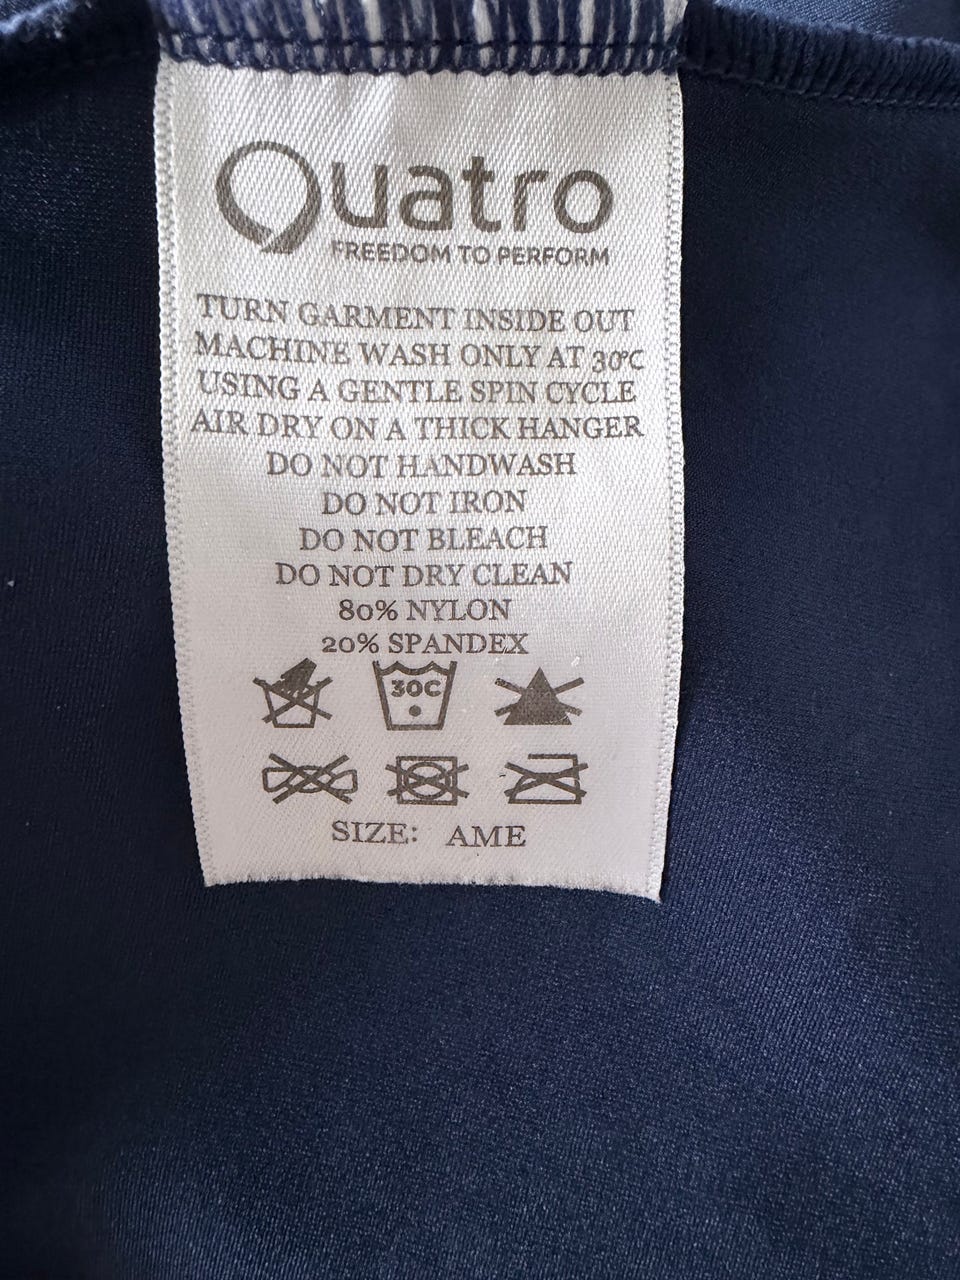 Quatro
FREEDOM TO PERFORM
TURN GARMENT INSIDE OUT
MACHINE WASH ONLY AT 30°C
USING A GENTLE SPIN CYCLE
AIR DRY ON A THICK HANGER
DO NOT HANDWASH
DO NOT IRON
DO NOT BLEACH
DO NOT DRY CLEAN
80% NYLON
20% SPANDEX
30C
SIZE: AME